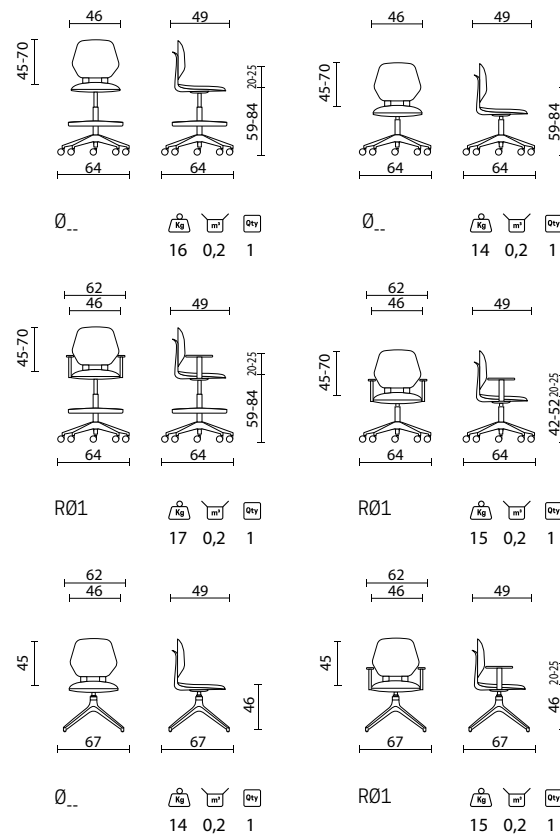 46 49 46 49
45-70 20-25 59-84 45-70 59-84
64 64 64 64
Ø_- Kg m³ Qty Ø_- Kg m³ Qty
16 0,2 1 14 0,2 1
62 62
46 49 46 49
45-70 20-25 59-84 45-70 20-25 42-52
64 64 64 64
RØ1 Kg m³ Qty RØ1 Kg m³ Qty
17 0,2 1 15 0,2 1
62 62
46 49 46 49
45 46 45 20-25 46
67 67 67 67
Ø_- Kg m³ Qty RØ1 Kg m³ Qty
14 0,2 1 15 0,2 1